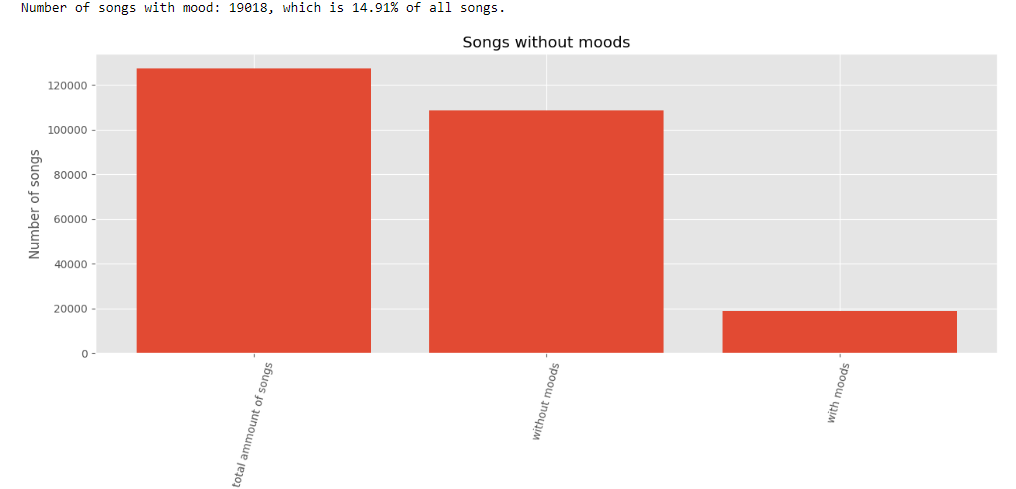 Number of songs with mood: 19018, which is 14.91% of all songs.
Songs without moods
Number of songs
120000
100000
80000
60000
40000
20000
0
total ammount of songs
without moods
with moods